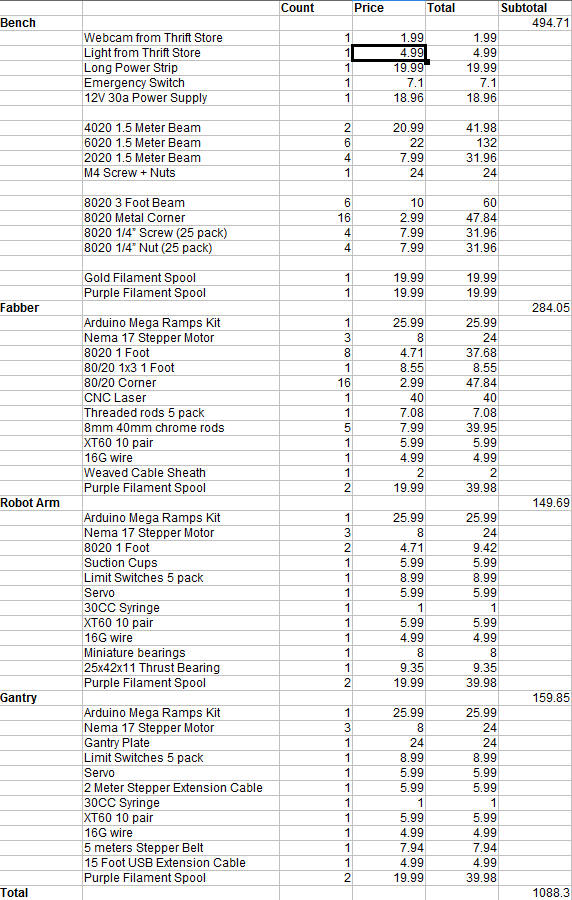 Count Price Total Subtotal
Bench 494.71
Webcam from Thrift Store 1 1.99 1.99
Light from Thrift Store 1 4.99 4.99
Long Power Strip 1 19.99 19.99
Emergency Switch 1 7.1 7.1
12V 30a Power Supply 1 18.96 18.96
4020 1.5 Meter Beam 2 20.99 41.98
6020 1.5 Meter Beam 6 22 132
2020 1.5 Meter Beam 4 7.99 31.96
M4 Screw + Nuts 1 24 24
8020 3 Foot Beam 6 10 60
8020 Metal Corner 16 2.99 47.84
8020 1/4” Screw (25 pack) 4 7.99 31.96
8020 1/4” Nut (25 pack) 4 7.99 31.96
Gold Filament Spool 1 19.99 19.99
Purple Filament Spool 1 19.99 19.99
Fabber 284.05
Arduino Mega Ramps Kit 1 25.99 25.99
Nema 17 Stepper Motor 3 8 24
8020 1 Foot 8 4.71 37.68
80/20 1x3 1 Foot 1 8.55 8.55
80/20 Corner 16 2.99 47.84
CNC Laser 1 40 40
Threaded rods 5 pack 1 7.08 7.08
8mm 40mm chrome rods 5 7.99 39.95
XT60 10 pair 1 5.99 5.99
16G wire 1 4.99 4.99
Weaved Cable Sheath 1 2 2
Purple Filament Spool 2 19.99 39.98
Robot Arm 149.69
Arduino Mega Ramps Kit 1 25.99 25.99
Nema 17 Stepper Motor 3 8 24
8020 1 Foot 2 4.71 9.42
Suction Cups 1 5.99 5.99
Limit Switches 5 pack 1 8.99 8.99
Servo 1 5.99 5.99
30CC Syringe 1 1 1
XT60 10 pair 1 5.99 5.99
16G wire 1 4.99 4.99
Miniature bearings 1 8 8
25x42x11 Thrust Bearing 1 9.35 9.35
Purple Filament Spool 2 19.99 39.98
Gantry 159.85
Arduino Mega Ramps Kit 1 25.99 25.99
Nema 17 Stepper Motor 3 8 24
Gantry Plate 1 24 24
Limit Switches 5 pack 1 8.99 8.99
Servo 1 5.99 5.99
2 Meter Stepper Extension Cable 1 5.99 5.99
30CC Syringe 1 1 1
XT60 10 pair 1 5.99 5.99
16G wire 1 4.99 4.99
5 meters Stepper Belt 1 7.94 7.94
15 Foot USB Extension Cable 1 4.99 4.99
Purple Filament Spool 2 19.99 39.98
Total 1088.3